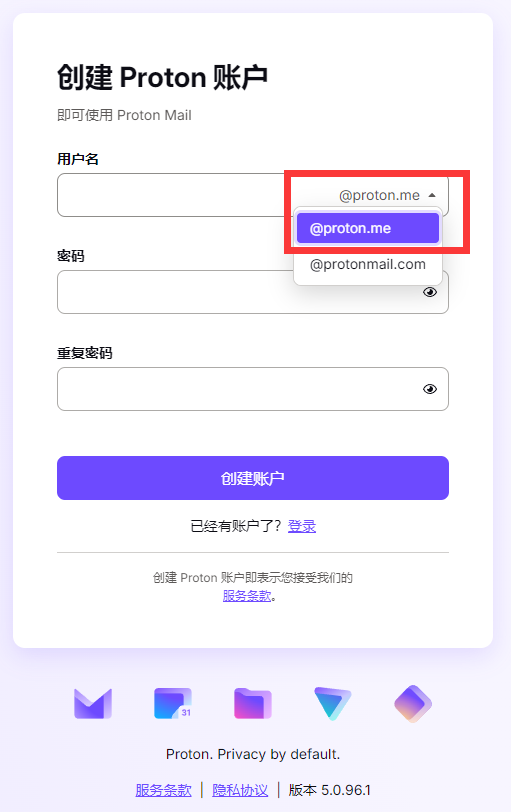 创建 Proton 账户
即可使用 Proton Mail
用户名
@proton.me
@proton.me
@protonmail.com
密码
重复密码
创建账户
已经有账户了？登录
创建 Proton 账户即表示您接受我们的
服务条款。
31
Proton. Privacy by default.
服务条款 | 隐私协议 | 版本 5.0.96.1